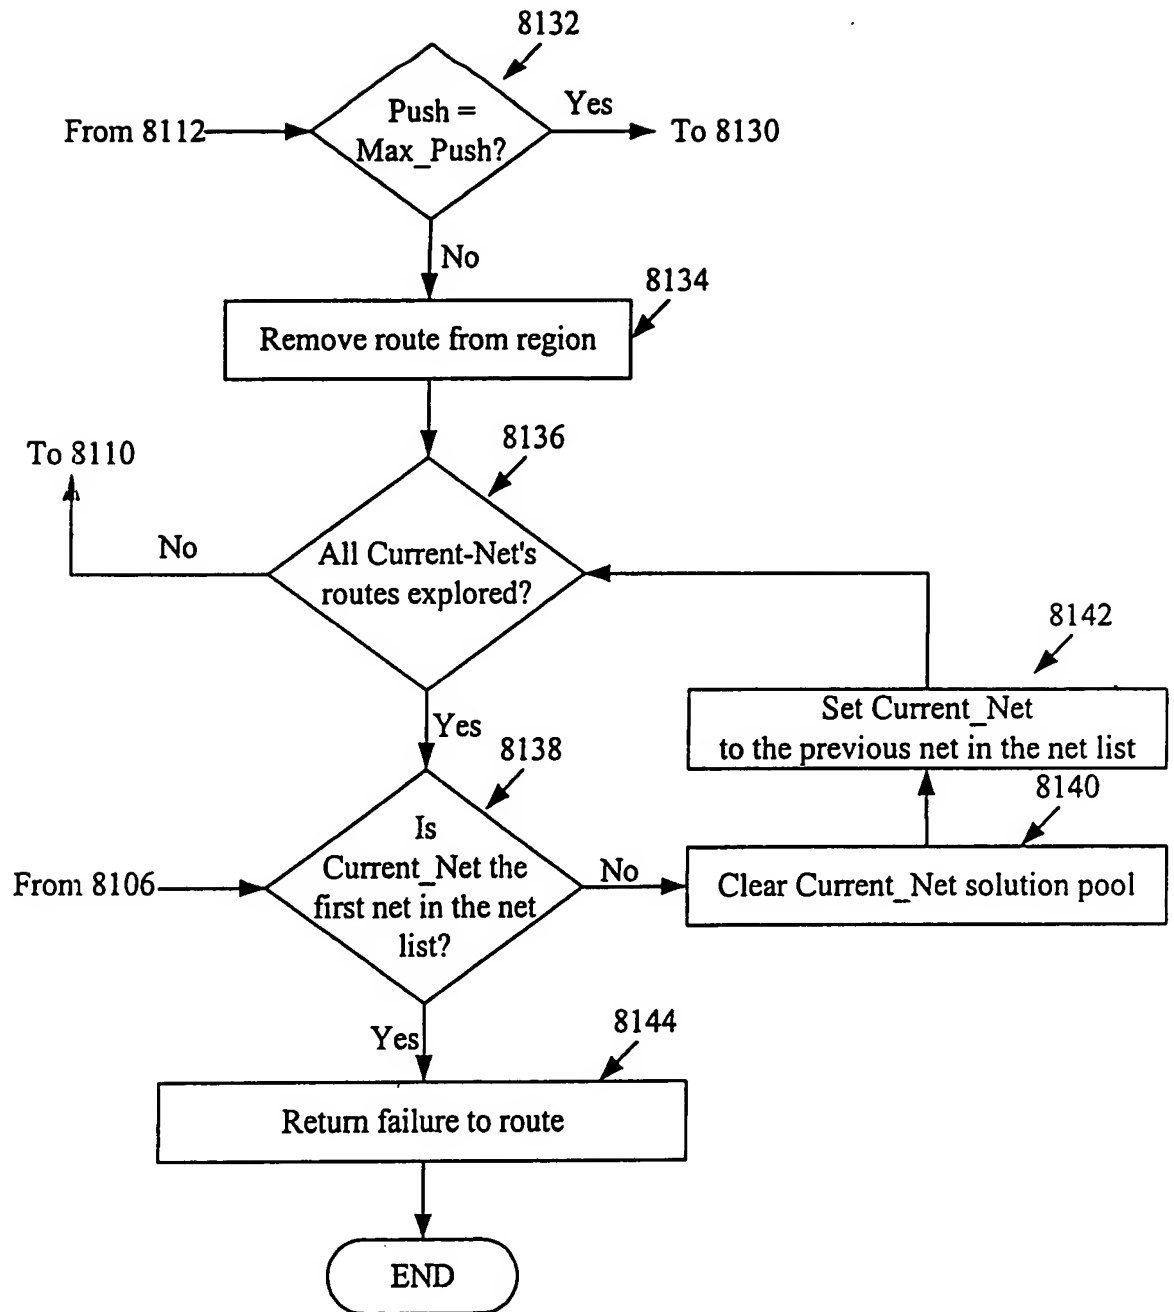 8132
Push =
Max_Push?
From 8112
Yes
To 8130
No
8134
Remove route from region
To 8110
8136
No
All Current-Net's
routes explored?
8142
Set Current_Net
to the previous net in the net list
Yes
8138
8140
Is
Current_Net the
first net in the net
list?
From 8106
No
Clear Current_Net solution pool
Yes
8144
Return failure to route
END